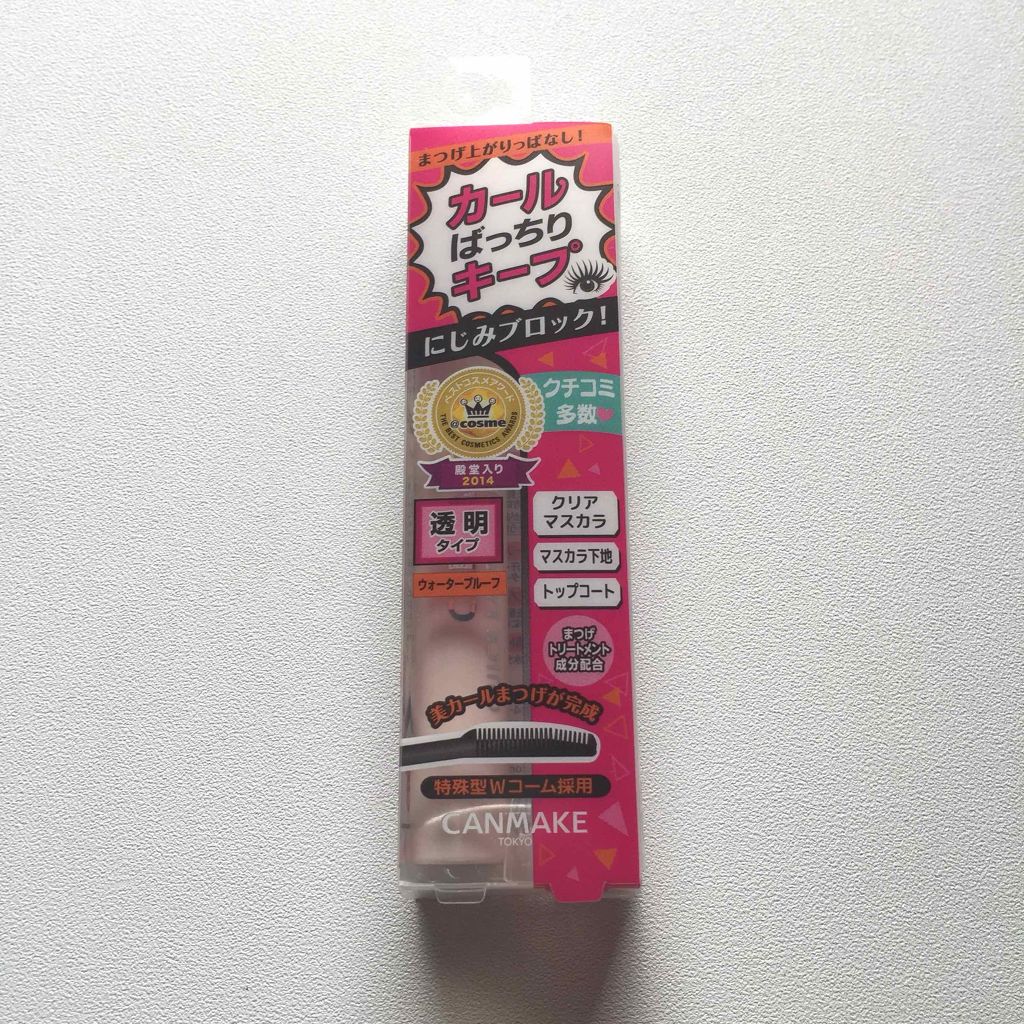 まつげ上がりっぱなし!
カール
ばっちり
キープ
にじみブロック!
ベストコスメアワード
@cosme
THE BEST COSMETICS AWARDS
殿堂入り
2014
クチコミ
多数
透明
タイプ
ウォータープルーフ
クリア
マスカラ
マスカラ下地
トップコート
まつげ
トリートメント
成分配合
美カールまつげが完成
特殊型Wコーム採用
CANMAKE
TOKYO